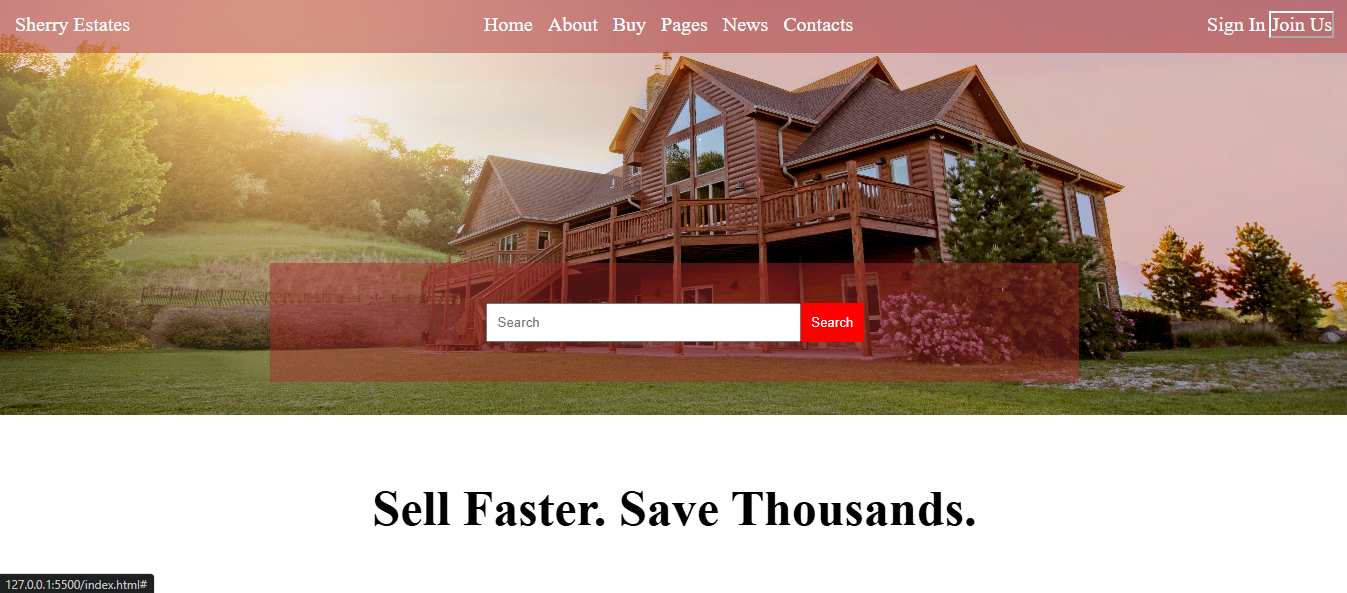 Sherry Estates Home About Buy Pages News Contacts Sign In Join Us
Search Search
Sell Faster. Save Thousands.
127.0.0.1:5500/index.html#